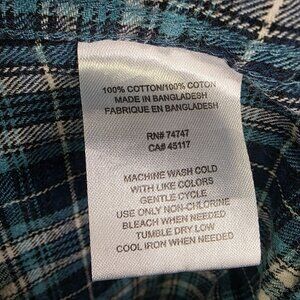 100% COTTON/100% COTON
MADE IN BANGLADESH
FABRIQUE EN BANGLADESH
RN# 74747
CA# 45117
MACHINE WASH COLD
WITH LIKE COLORS
GENTLE CYCLE
USE ONLY NON-CHLORINE
BLEACH WHEN NEEDED
TUMBLE DRY LOW
COOL IRON WHEN NEEDED